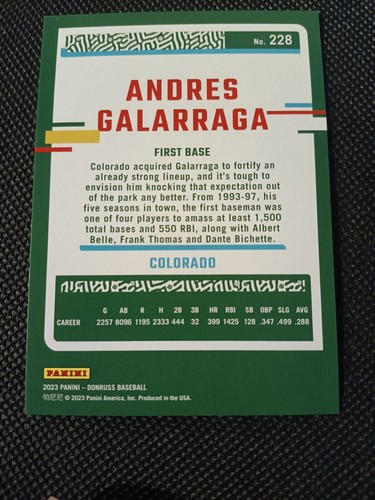 No. 228
ANDRES
GALARRAGA
FIRST BASE
Colorado acquired Galarraga to fortify an
already strong lineup, and it's tough to
envision him knocking that expectation out
of the park any better. From 1993-97, his
five seasons in town, the first baseman was
one of four players to amass at least 1,500
total bases and 550 RBI, along with Albert
Belle, Frank Thomas and Dante Bichette.
COLORADO
G AB R H 2B 3B HR RBI SB OBP SLG AVG
CAREER 2257 8096 1195 2333 444 32 399 1425 128 .347 .499 .288
PANINI
2023 PANINI – DONRUSS BASEBALL
帕尼尼 © 2023 Panini America, Inc. Produced in the USA.